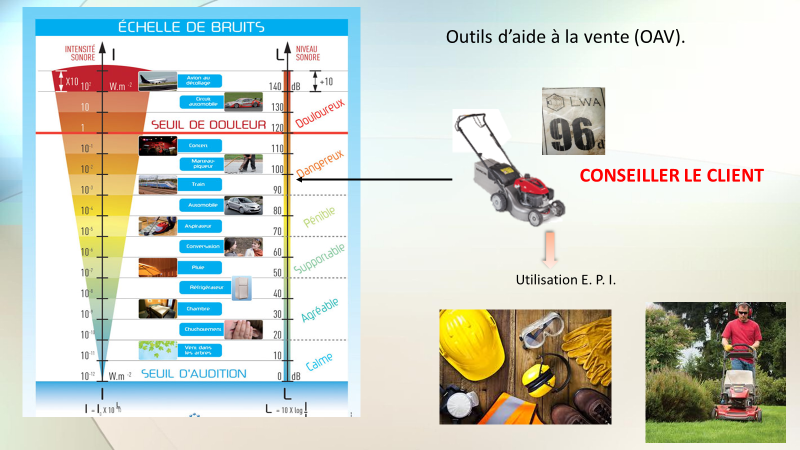 ÉCHELLE DE BRUITS
Outils d'aide à la vente (OAV).
INTENSITÉ
SONORE
I
L
NIVEAU
SONORE
X10
10²
W.m -2
Avion au
décollage
140
dB
+10
10
Circuit
automobile
130
Douloureux
1
SEUIL DE DOULEUR
120
10-1
Concert
110
10-2
Marteau-
piqueur
100
Dangereux
10-3
Train
90
10-4
Automobile
80
10-5
Aspirateur
70
Pénible
10-6
Conversation
60
10-7
Pluie
50
Supportable
10-8
Réfrigérateur
40
10-9
Chambre
30
Agréable
10-10
Chuchotement
20
10-11
Vent dans
les arbres
10
Calme
10-12
W.m -2
SEUIL D'AUDITION
0
dB
I
L
LWA
96
d
CONSEILLER LE CLIENT
Utilisation E. P. I.